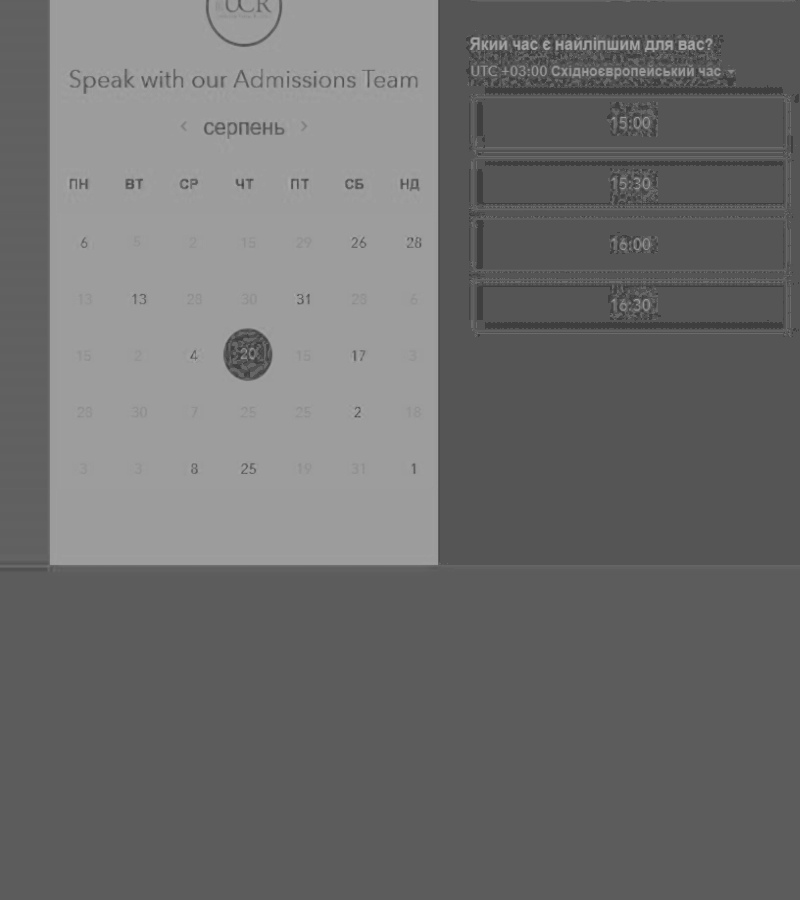 UCR
Speak with our Admissions Team
‹ серпень ›
ПН ВТ СР ЧТ ПТ СБ НД
6 5 2 15 29 26 28
13 13 28 30 31 28 6
15 2 4 20 15 17 3
28 30 7 25 25 2 18
3 3 8 25 19 31 1
Який час є найліпшим для вас?
UTC +03:00 Східноєвропейський час
15:00
15:30
16:00
16:30